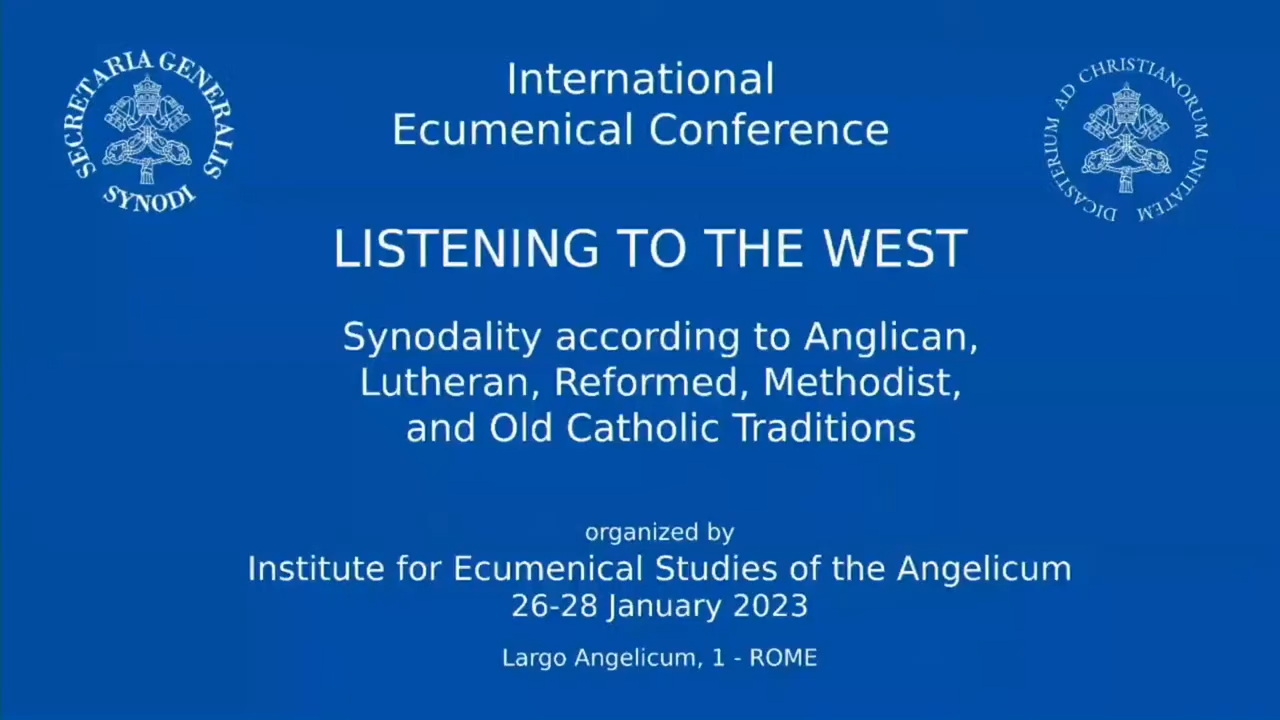 SECRETARIA GENERALIS SYNODI
DICASTERIUM AD CHRISTIANORUM UNITATEM
International
Ecumenical Conference
LISTENING TO THE WEST
Synodality according to Anglican,
Lutheran, Reformed, Methodist,
and Old Catholic Traditions
organized by
Institute for Ecumenical Studies of the Angelicum
26-28 January 2023
Largo Angelicum, 1 - ROME